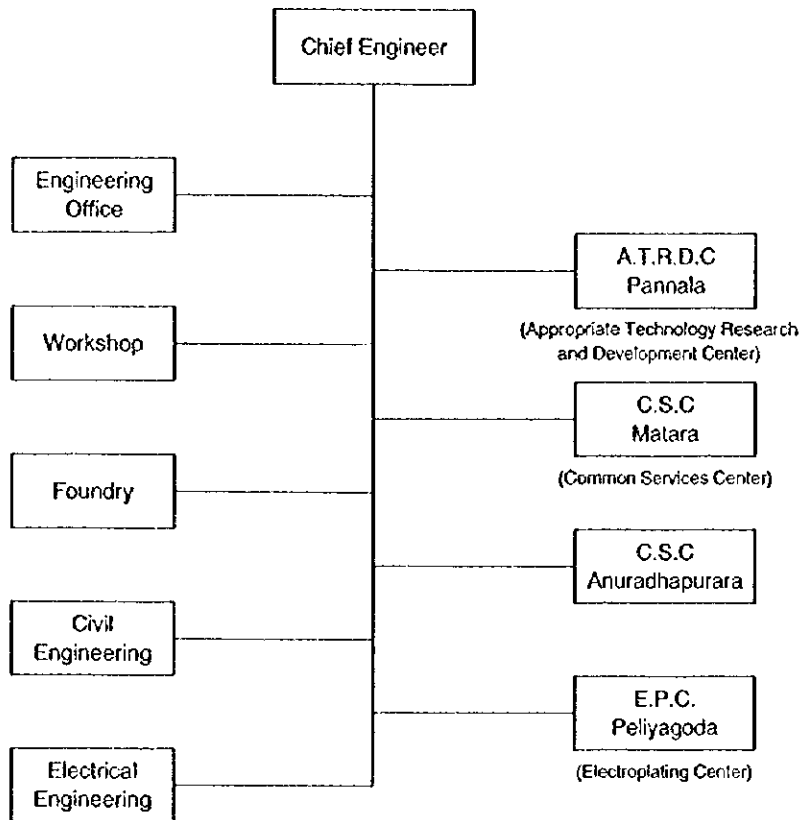 Chief Engineer
Engineering
Office
A.T.R.D.C
Pannala
(Appropriate Technology Research
and Development Center)
Workshop
C.S.C
Matara
(Common Services Center)
Foundry
C.S.C
Anuradhapurara
Civil
Engineering
E.P.C.
Peliyagoda
(Electroplating Center)
Electrical
Engineering